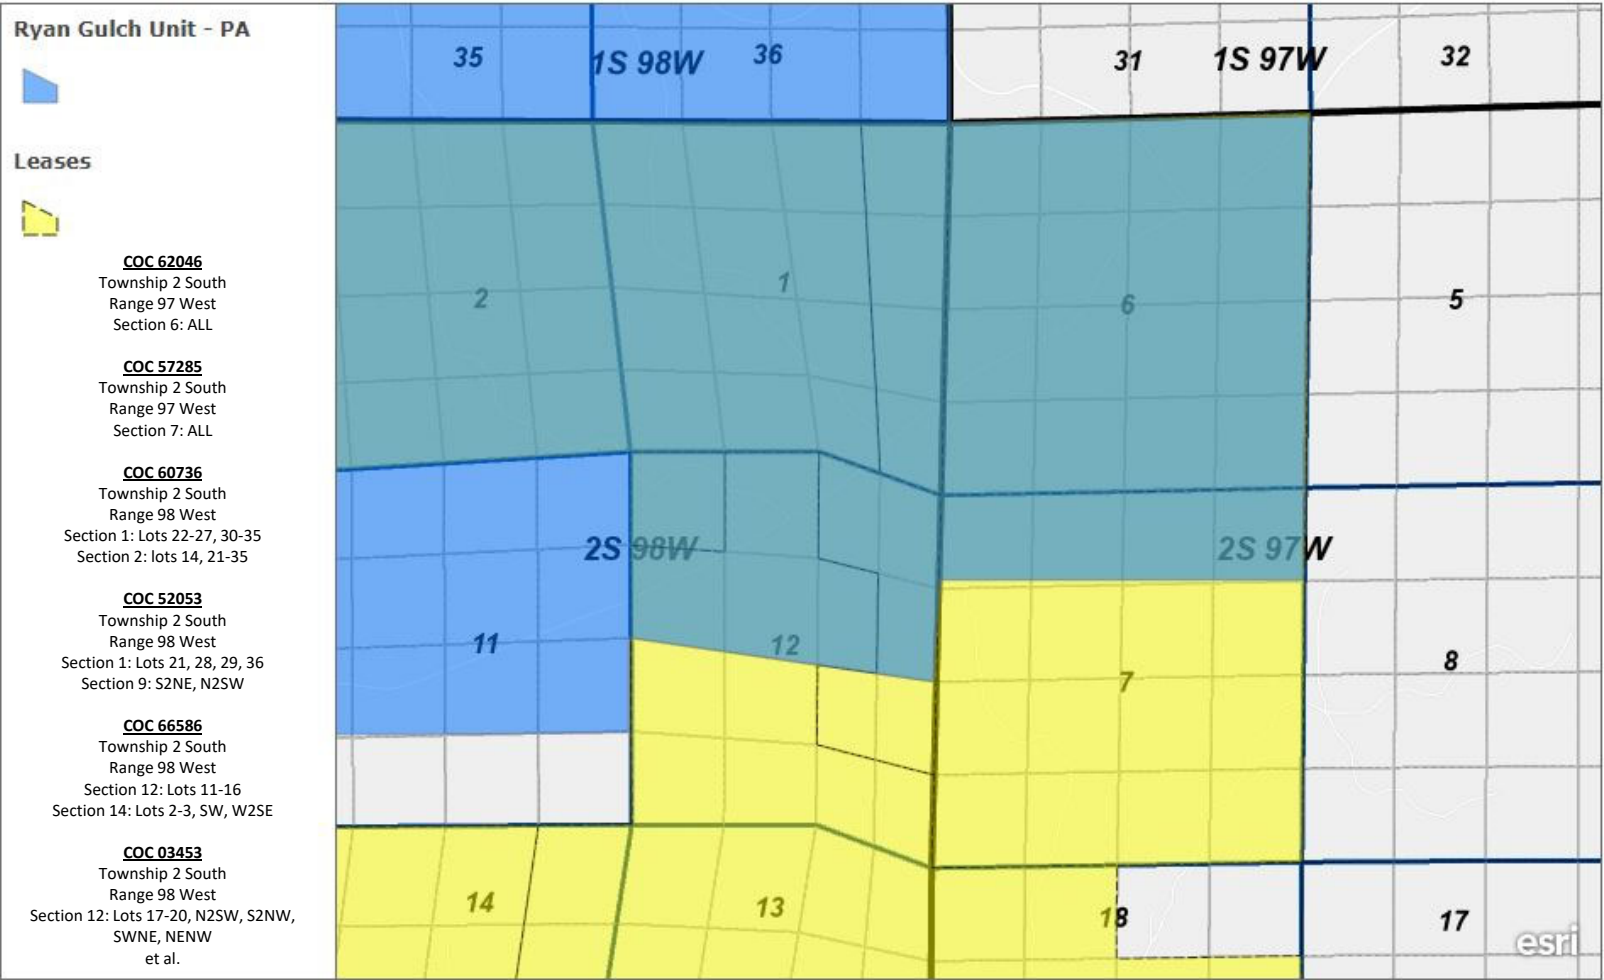 Ryan Gulch Unit - PA
Leases
COC 62046
Township 2 South
Range 97 West
Section 6: ALL
COC 57285
Township 2 South
Range 97 West
Section 7: ALL
COC 60736
Township 2 South
Range 98 West
Section 1: Lots 22-27, 30-35
Section 2: lots 14, 21-35
COC 52053
Township 2 South
Range 98 West
Section 1: Lots 21, 28, 29, 36
Section 9: S2NE, N2SW
COC 66586
Township 2 South
Range 98 West
Section 12: Lots 11-16
Section 14: Lots 2-3, SW, W2SE
COC 03453
Township 2 South
Range 98 West
Section 12: Lots 17-20, N2SW, S2NW,
SWNE, NENW
et al.
35
1S 98W
36
31
1S 97W
32
2
1
6
5
2S 98W
2S 97W
11
12
7
8
14
13
18
17
esri